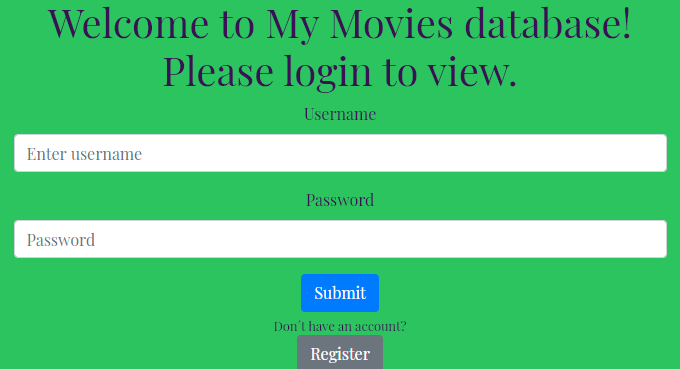 Welcome to My Movies database!
Please login to view.
Username
Enter username
Password
Password
Submit
Don´t have an account?
Register